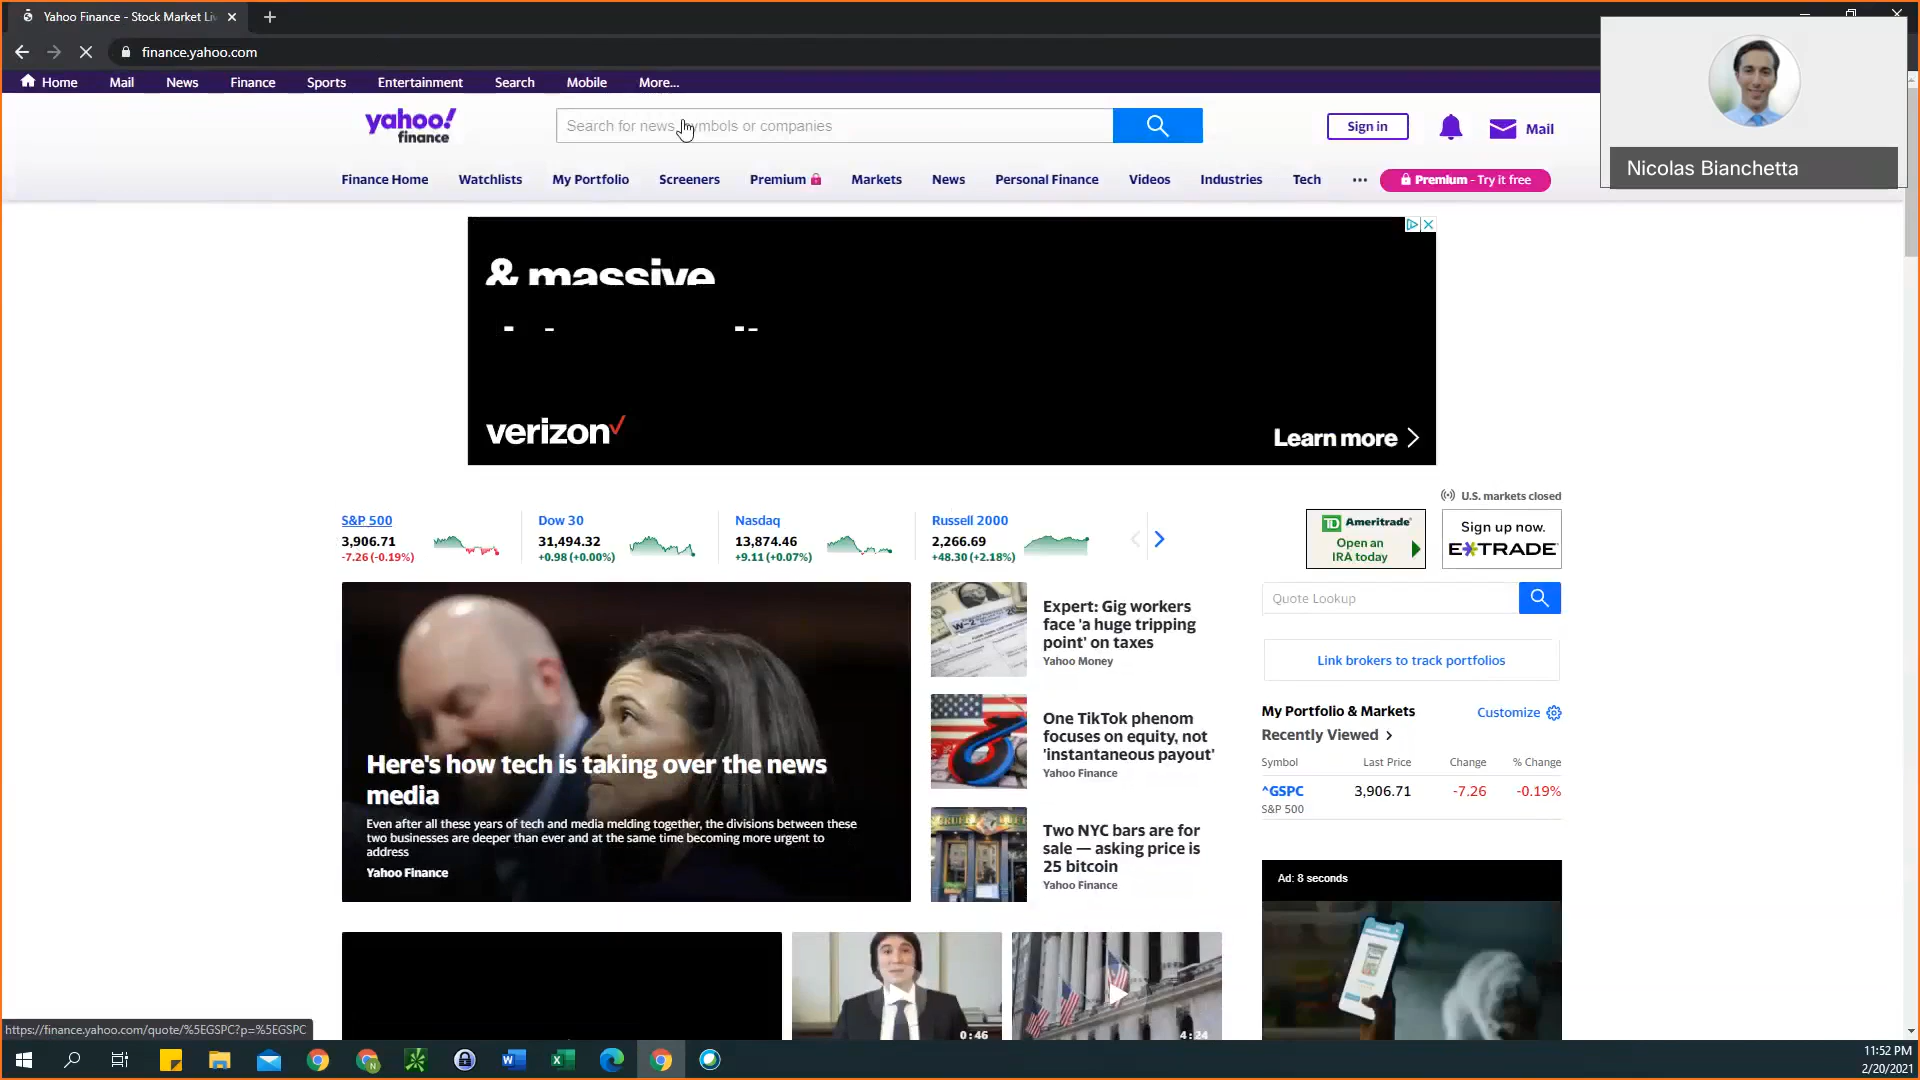 Yahoo Finance - Stock Market Li
finance.yahoo.com
Home Mail News Finance Sports Entertainment Search Mobile More...
yahoo!
finance
Search for news, symbols or companies
Sign in
Mail
Nicolas Bianchetta
Finance Home Watchlists My Portfolio Screeners Premium Markets News Personal Finance Videos Industries Tech ... Premium - Try it free
& massive
verizon
Learn more
U.S. markets closed
S&P 500
3,906.71
-7.26 (-0.19%)
Dow 30
31,494.32
+0.98 (+0.00%)
Nasdaq
13,874.46
+9.11 (+0.07%)
Russell 2000
2,266.69
+48.30 (+2.18%)
TD Ameritrade
Open an
IRA today
Sign up now.
E*TRADE
Here's how tech is taking over the news
media
Even after all these years of tech and media melding together, the divisions between these
two businesses are deeper than ever and at the same time becoming more urgent to
address
Yahoo Finance
Expert: Gig workers
face 'a huge tripping
point' on taxes
Yahoo Money
One TikTok phenom
focuses on equity, not
'instantaneous payout'
Yahoo Finance
Two NYC bars are for
sale — asking price is
25 bitcoin
Yahoo Finance
Quote Lookup
Link brokers to track portfolios
My Portfolio & Markets
Customize
Recently Viewed
Symbol Last Price Change % Change
^GSPC 3,906.71 -7.26 -0.19%
S&P 500
Ad: 8 seconds
0:46
4:24
https://finance.yahoo.com/quote/%5EGSPC?p=%5EGSPC
11:52 PM
2/20/2021